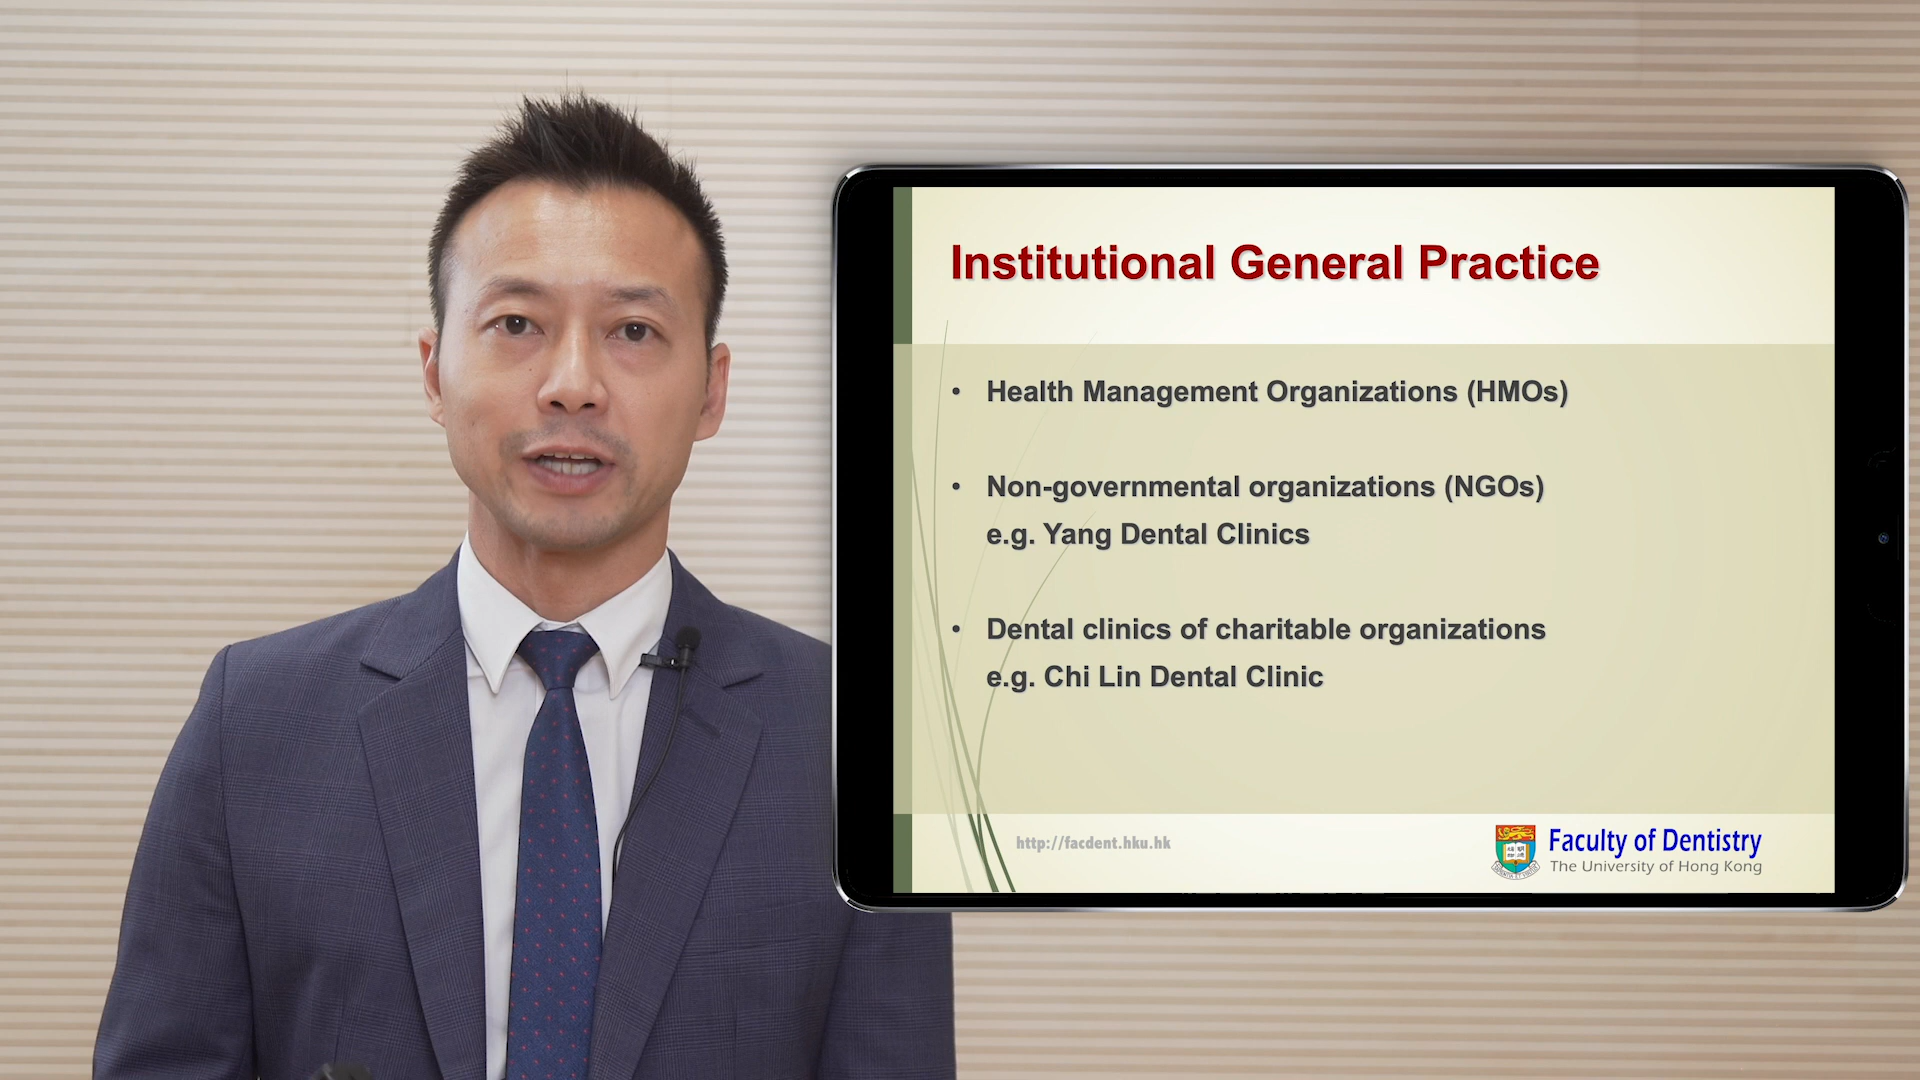 Institutional General Practice
• Health Management Organizations (HMOs)
• Non-governmental organizations (NGOs)
e.g. Yang Dental Clinics
• Dental clinics of charitable organizations
e.g. Chi Lin Dental Clinic
http://facdent.hku.hk
Faculty of Dentistry
The University of Hong Kong